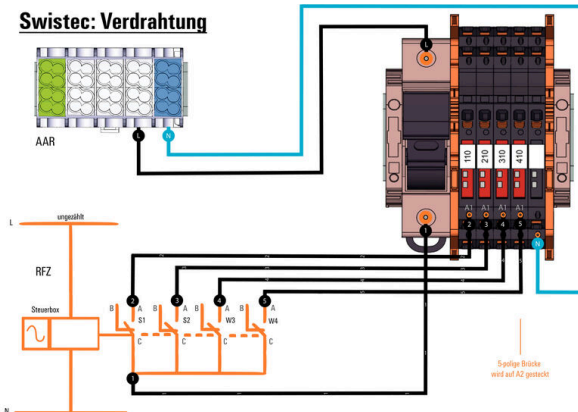 Swistec: Verdrahtung
AAR
L
N
L
110
210
310
410
A1
A1
A1
A1
2
3
4
5
1
N
L
ungezählt
RFZ
Steuerbox
2
3
4
5
B
A
B
A
B
A
B
A
S1
S2
W3
W4
C
C
C
C
1
N
5-polige Brücke
wird auf A2 gesteckt